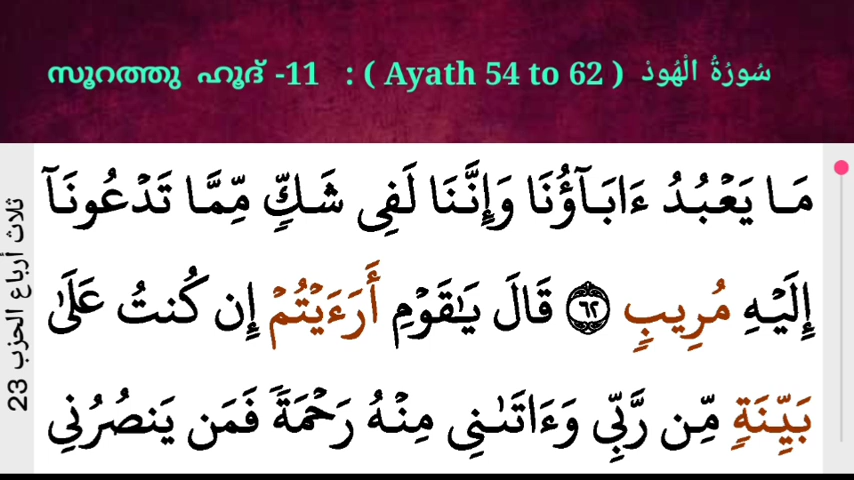 സൂറത്തു ഹൂദ് -11 : ( Ayath 54 to 62 ) سُورُةُ الْهُودْ
مَا يَعۡبُدُ ءَابَآؤُنَا وَإِنَّنَا لَفِى شَكٍّ مِّمَّا تَدۡعُونَآ
إِلَيۡهِ مُرِيبٍ ٦٢ قَالَ يَٰقَوۡمِ أَرَءَيۡتُمۡ إِن كُنتُ عَلَىٰ
بَيِّنَةٍ مِّن رَّبِّى وَءَاتَىٰنِى مِنۡهُ رَحۡمَةً فَمَن يَنصُرُنِى
ثلاث أرباع الحزب 23